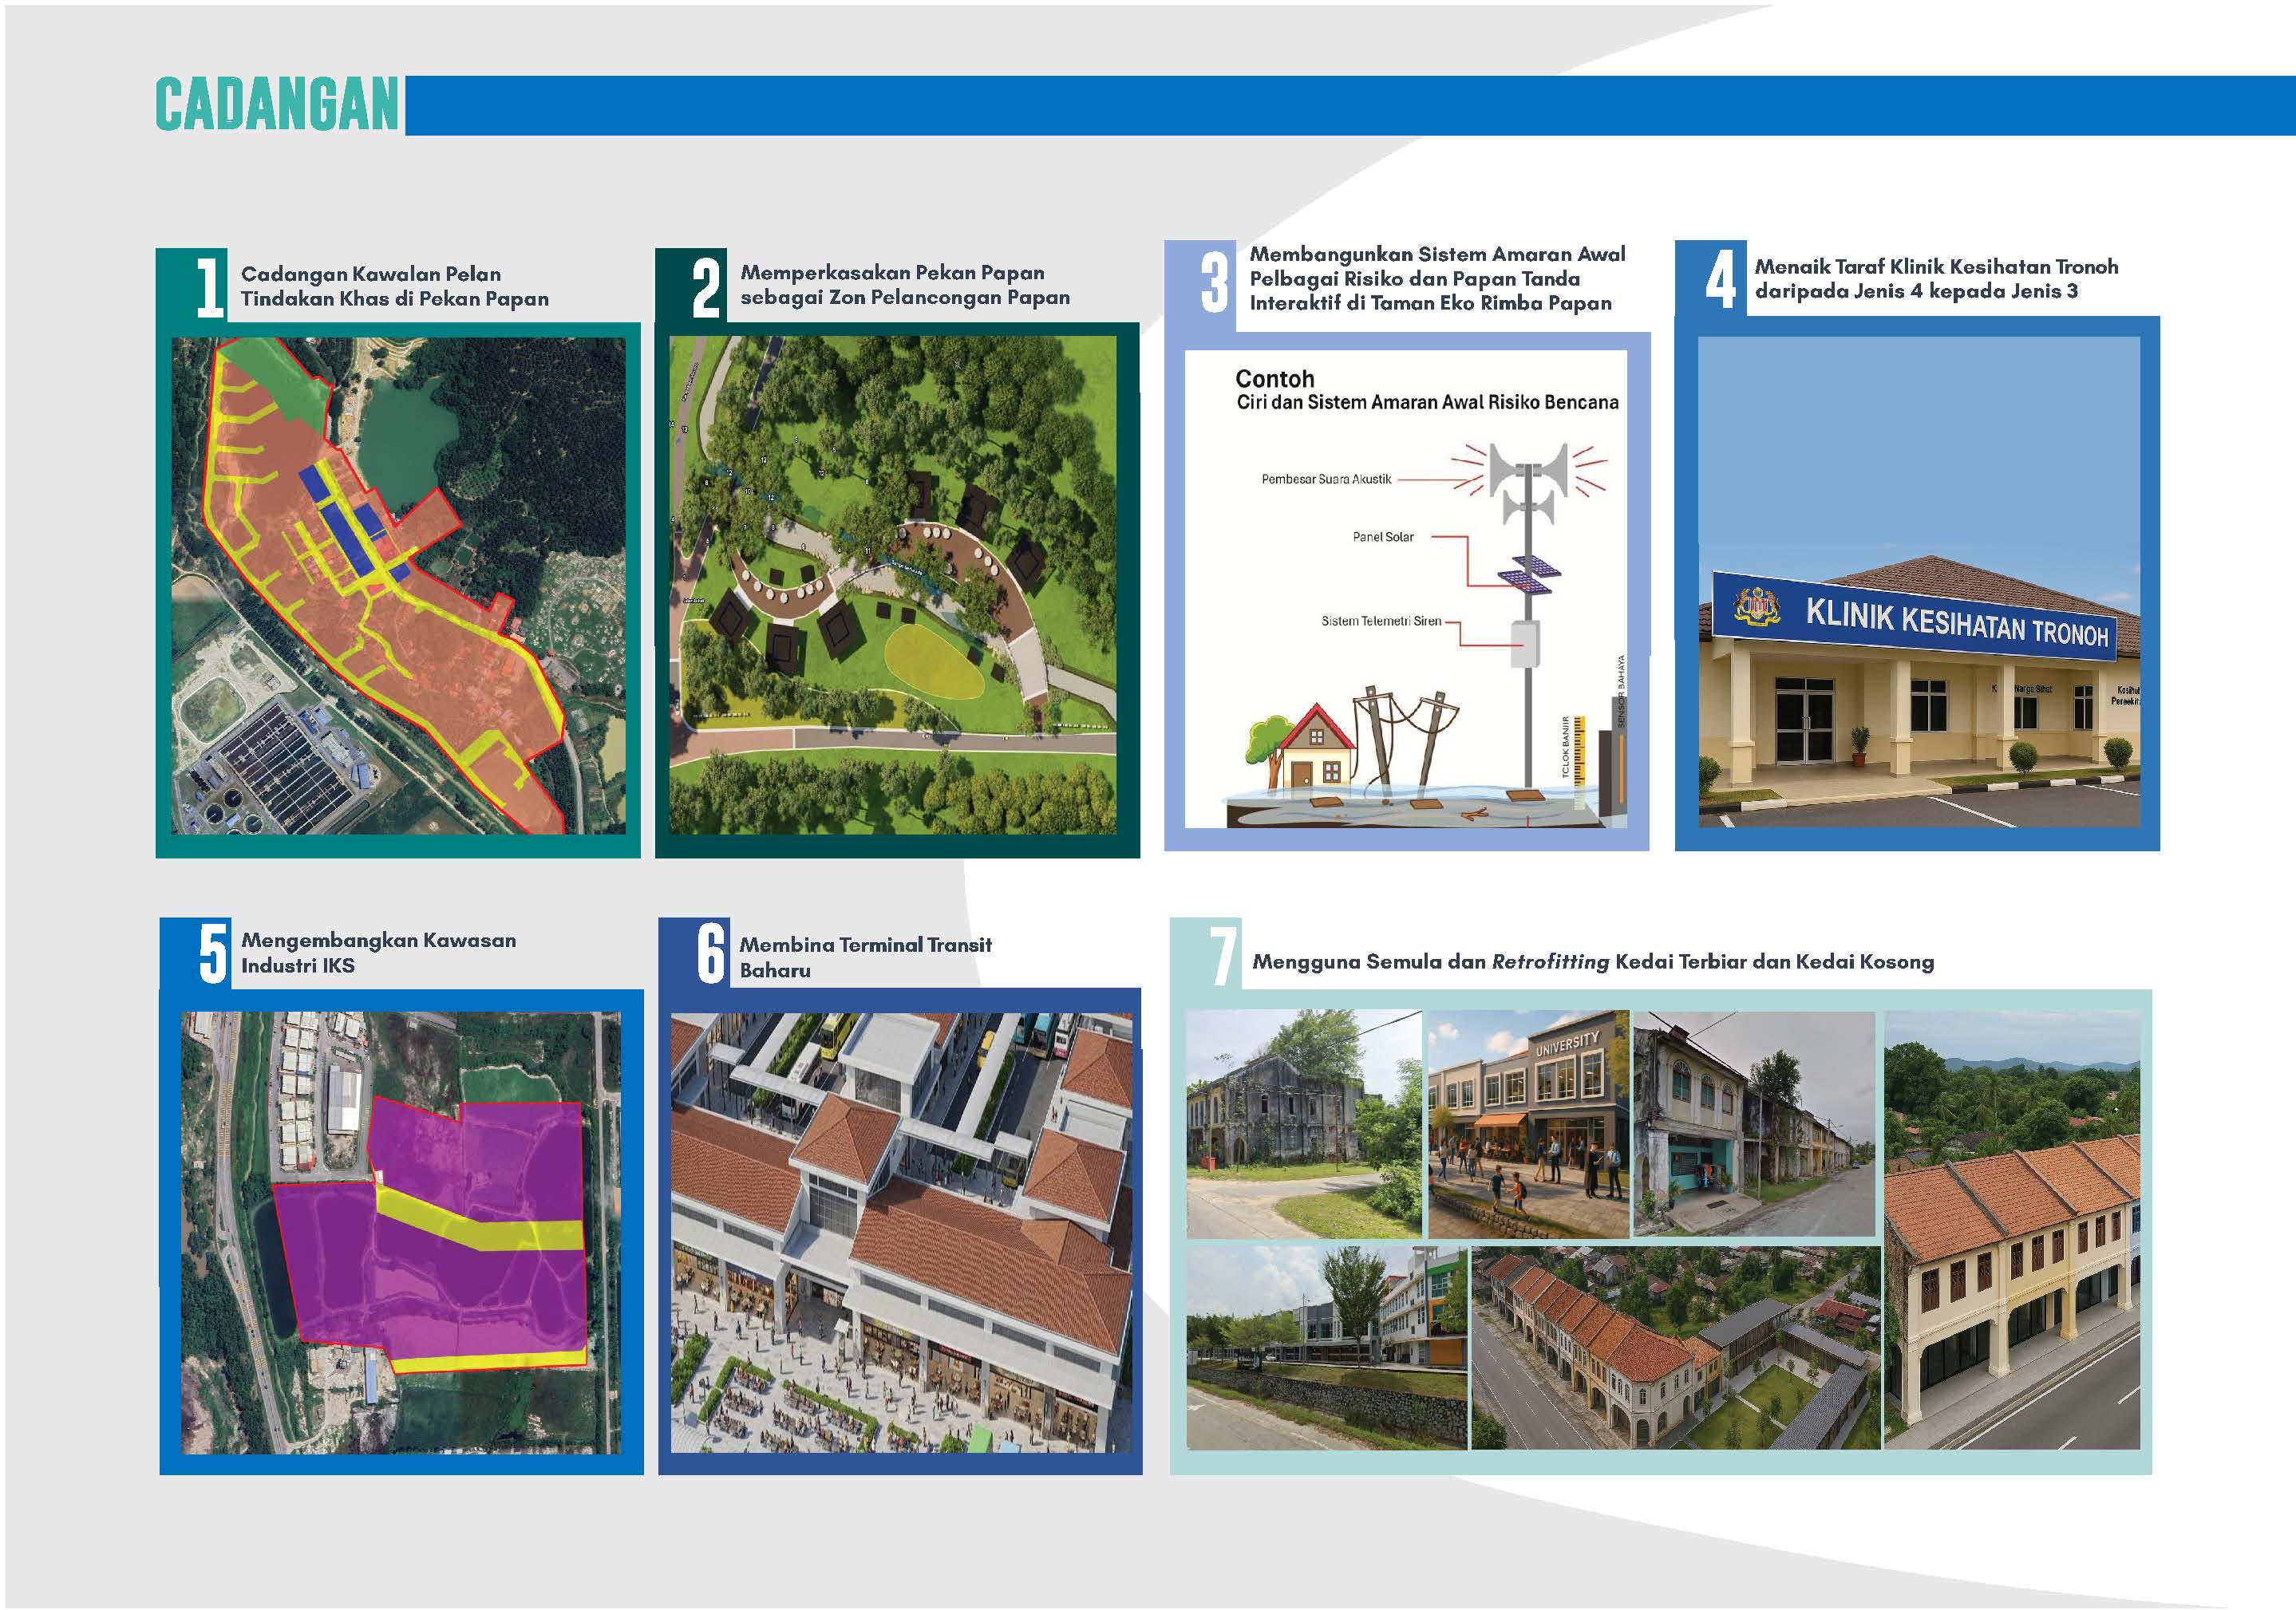 CADANGAN
1
Cadangan Kawalan Pelan
Tindakan Khas di Pekan Papan
2
Memperkasakan Pekan Papan
sebagai Zon Pelancongan Papan
3
Membangunkan Sistem Amaran Awal
Pelbagai Risiko dan Papan Tanda
Interaktif di Taman Eko Rimba Papan
Contoh
Ciri dan Sistem Amaran Awal Risiko Bencana
Pembesar Suara Akustik
Panel Solar
Sistem Telemetri Siren
TCLOK BANJIR
SENSOR BAHAYA
4
Menaik Taraf Klinik Kesihatan Tronoh
daripada Jenis 4 kepada Jenis 3
KLINIK KESIHATAN TRONOH
5
Mengembangkan Kawasan
Industri IKS
6
Membina Terminal Transit
Baharu
7
Mengguna Semula dan Retrofitting Kedai Terbiar dan Kedai Kosong
UNIVERSITY